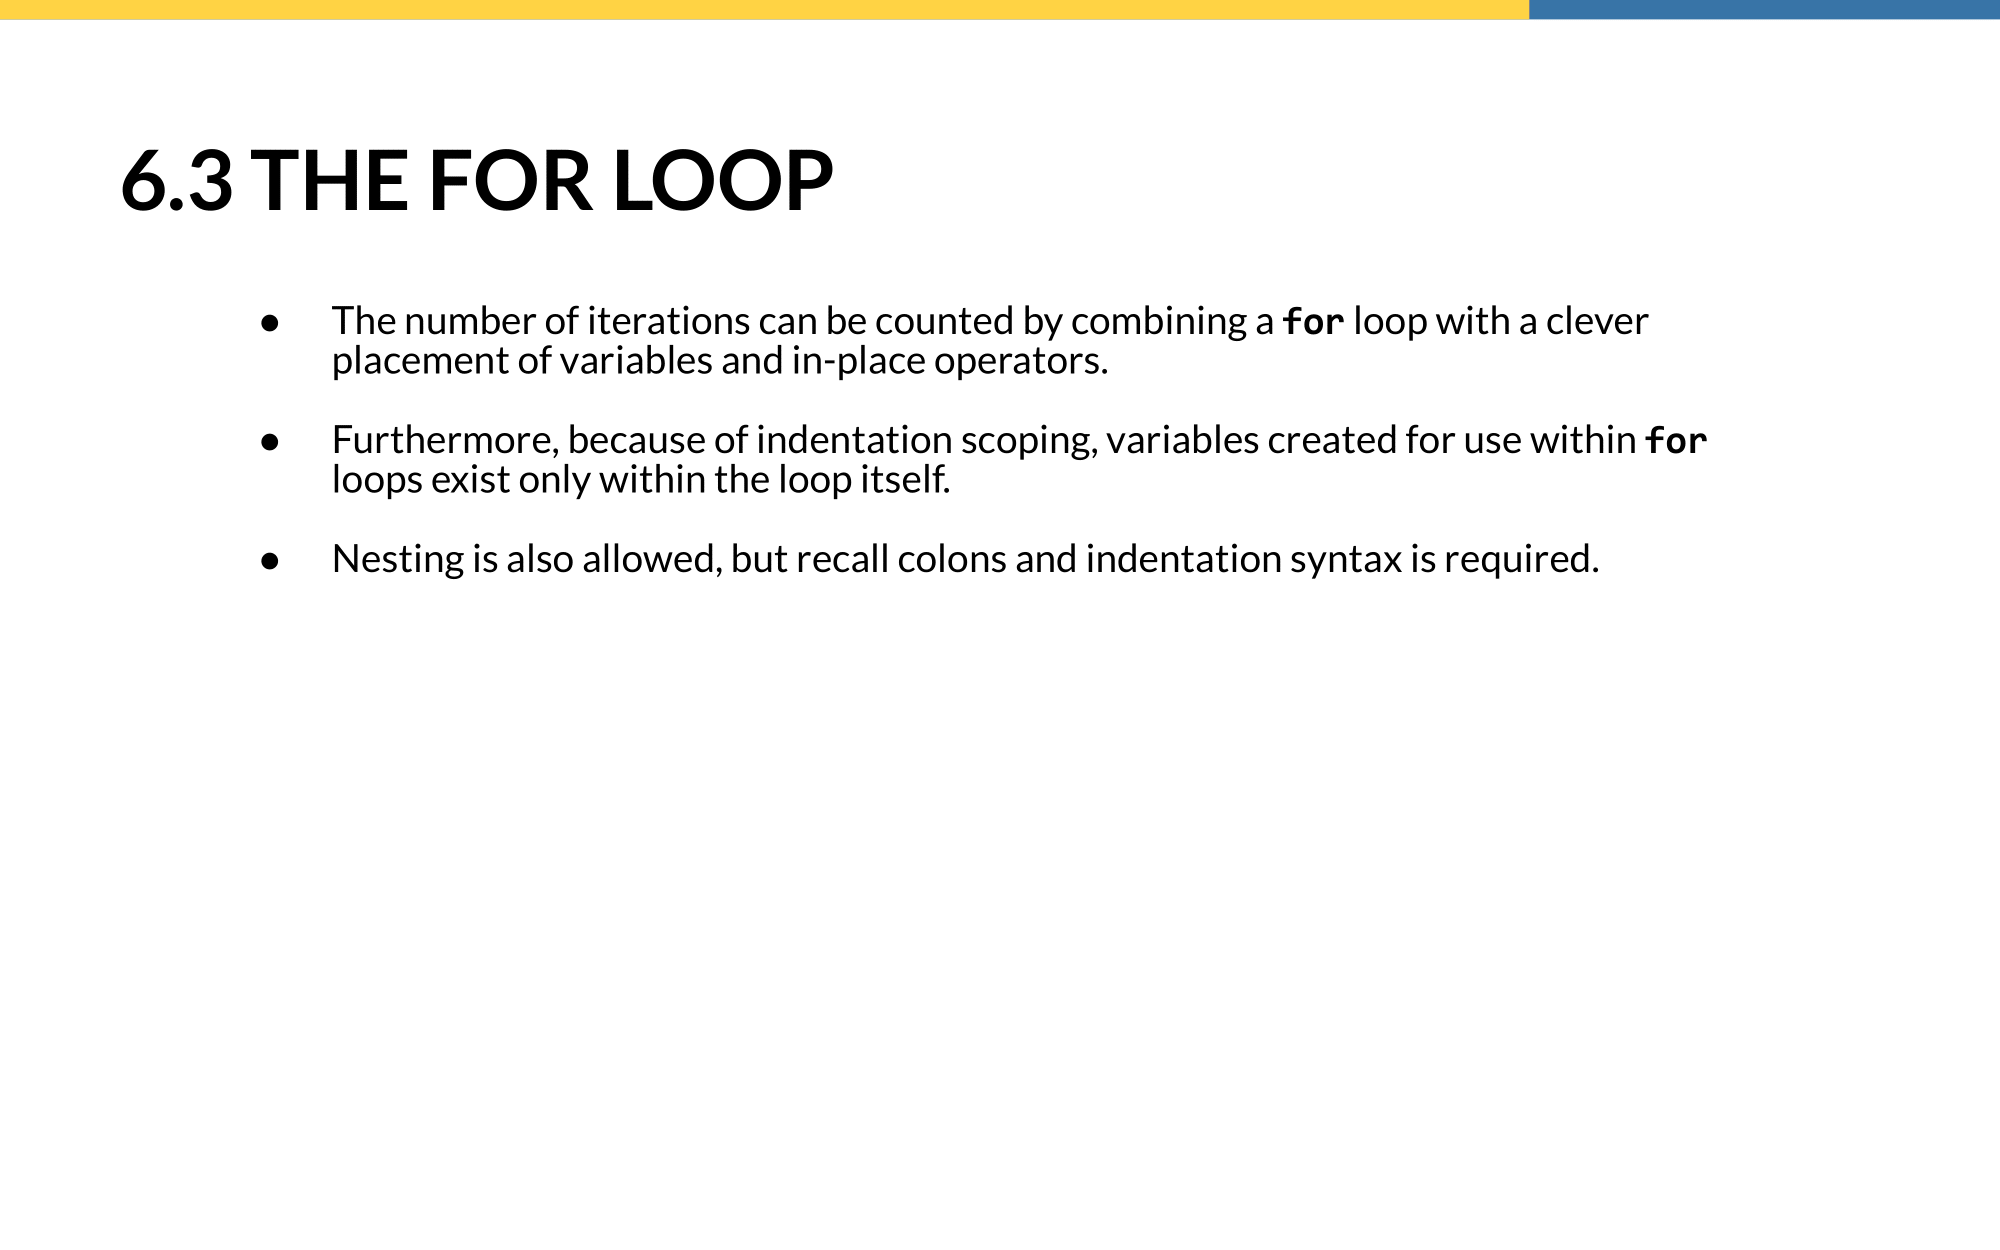 6.3 THE FOR LOOP
● The number of iterations can be counted by combining a for loop with a clever
placement of variables and in-place operators.
● Furthermore, because of indentation scoping, variables created for use within for
loops exist only within the loop itself.
● Nesting is also allowed, but recall colons and indentation syntax is required.